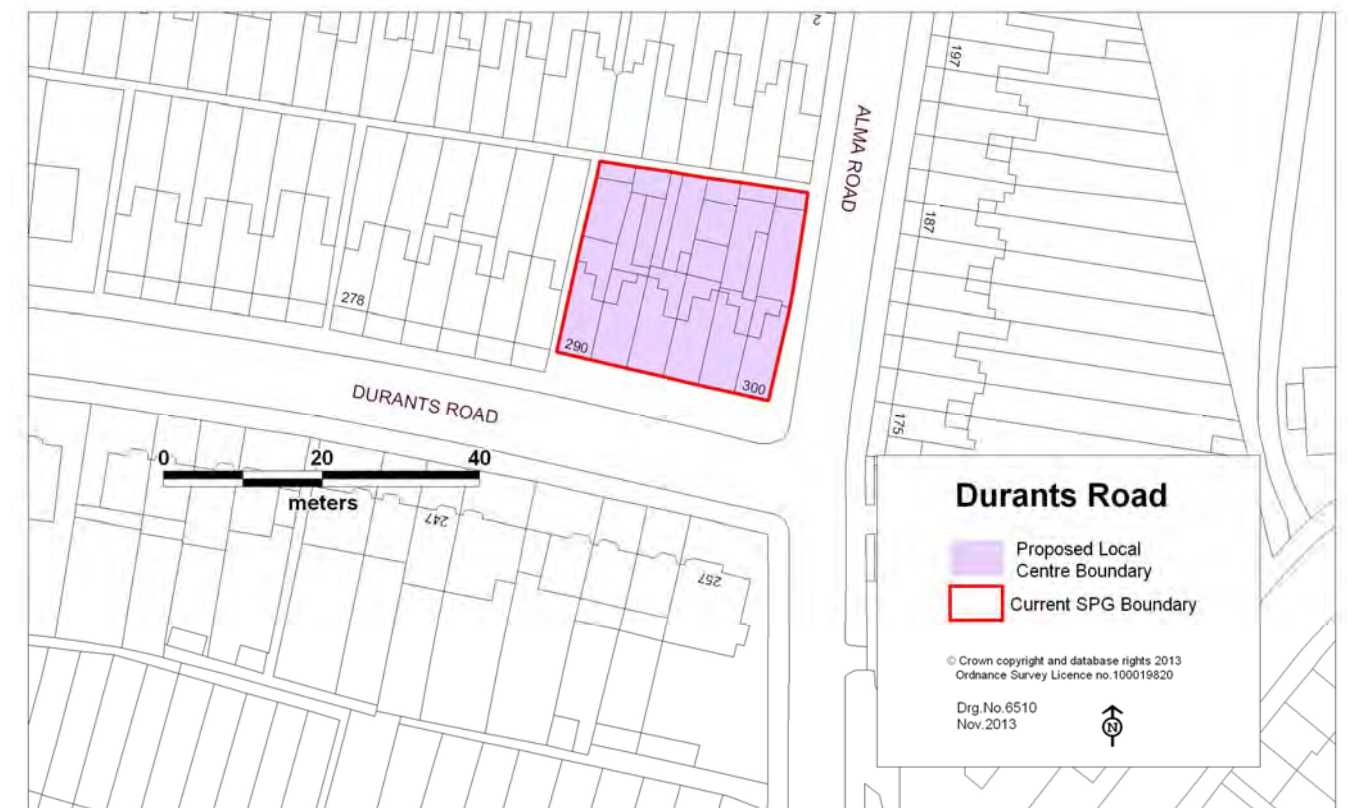 2
197
ALMA ROAD
187
278
290
300
DURANTS ROAD
175
0 20 40
meters
247
257
Durants Road
Proposed Local
Centre Boundary
Current SPG Boundary
© Crown copyright and database rights 2013
Ordnance Survey Licence no.100019820
Drg.No.6510
Nov.2013
N